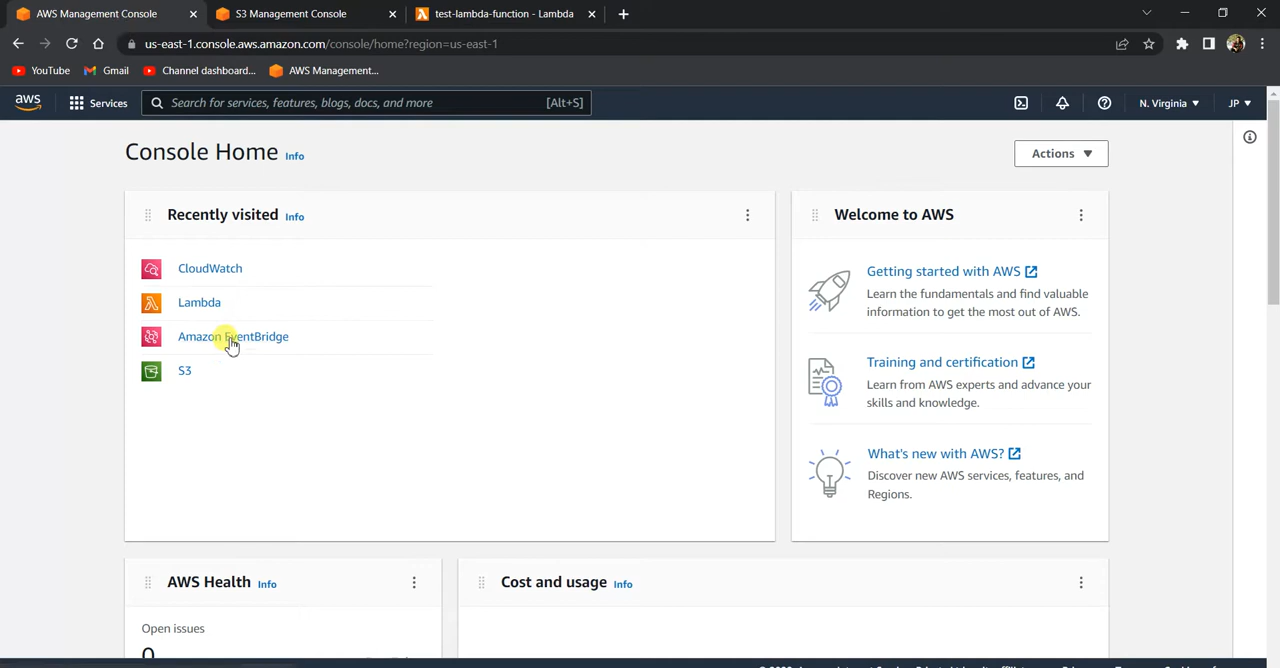 AWS Management Console
S3 Management Console
test-lambda-function - Lambda
us-east-1.console.aws.amazon.com/console/home?region=us-east-1
YouTube
Gmail
Channel dashboard...
AWS Management...
aws
Services
Search for services, features, blogs, docs, and more
[Alt+S]
N. Virginia
JP
Console Home Info
Actions
Recently visited Info
CloudWatch
Lambda
Amazon EventBridge
S3
Welcome to AWS
Getting started with AWS
Learn the fundamentals and find valuable
information to get the most out of AWS.
Training and certification
Learn from AWS experts and advance your
skills and knowledge.
What's new with AWS?
Discover new AWS services, features, and
Regions.
AWS Health Info
Open issues
0
Cost and usage Info